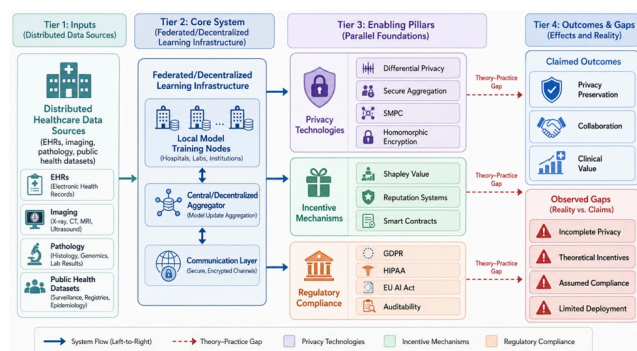 Tier 1: Inputs
(Distributed Data Sources)
Distributed
Healthcare Data
Sources
(EHRs, imaging,
pathology, public
health datasets)
EHRs
(Electronic Health
Records)
Imaging
(X-ray, CT, MRI,
Ultrasound)
Pathology
(Histology, Genomics,
Lab Results)
Public Health
Datasets
(Surveillance, Registries,
Epidemiology)
Tier 2: Core System
(Federated/Decentralized
Learning Infrastructure)
Federated/Decentralized
Learning Infrastructure
...
Local Model
Training Nodes
(Hospitals, Labs, Institutions)
Central/Decentralized
Aggregator
(Model Update Aggregation)
Communication Layer
(Secure, Encrypted Channels)
Tier 3: Enabling Pillars
(Parallel Foundations)
Privacy
Technologies
Differential Privacy
Secure Aggregation
SMPC
Homomorphic
Encryption
Incentive Mechanisms
Shapley Value
Reputation Systems
Smart Contracts
Regulatory
Compliance
GDPR
HIPAA
EU AI Act
Auditability
Theory–Practice
Gap
Theory–Practice
Gap
Theory–Practice
Gap
Tier 4: Outcomes & Gaps
(Effects and Reality)
Claimed Outcomes
Privacy
Preservation
Collaboration
Clinical
Value
Observed Gaps
(Reality vs. Claims)
Incomplete Privacy
Theoretical Incentives
Assumed Compliance
Limited Deployment
System Flow (Left-to-Right)
Theory–Practice Gap
Privacy Technologies
Incentive Mechanisms
Regulatory Compliance